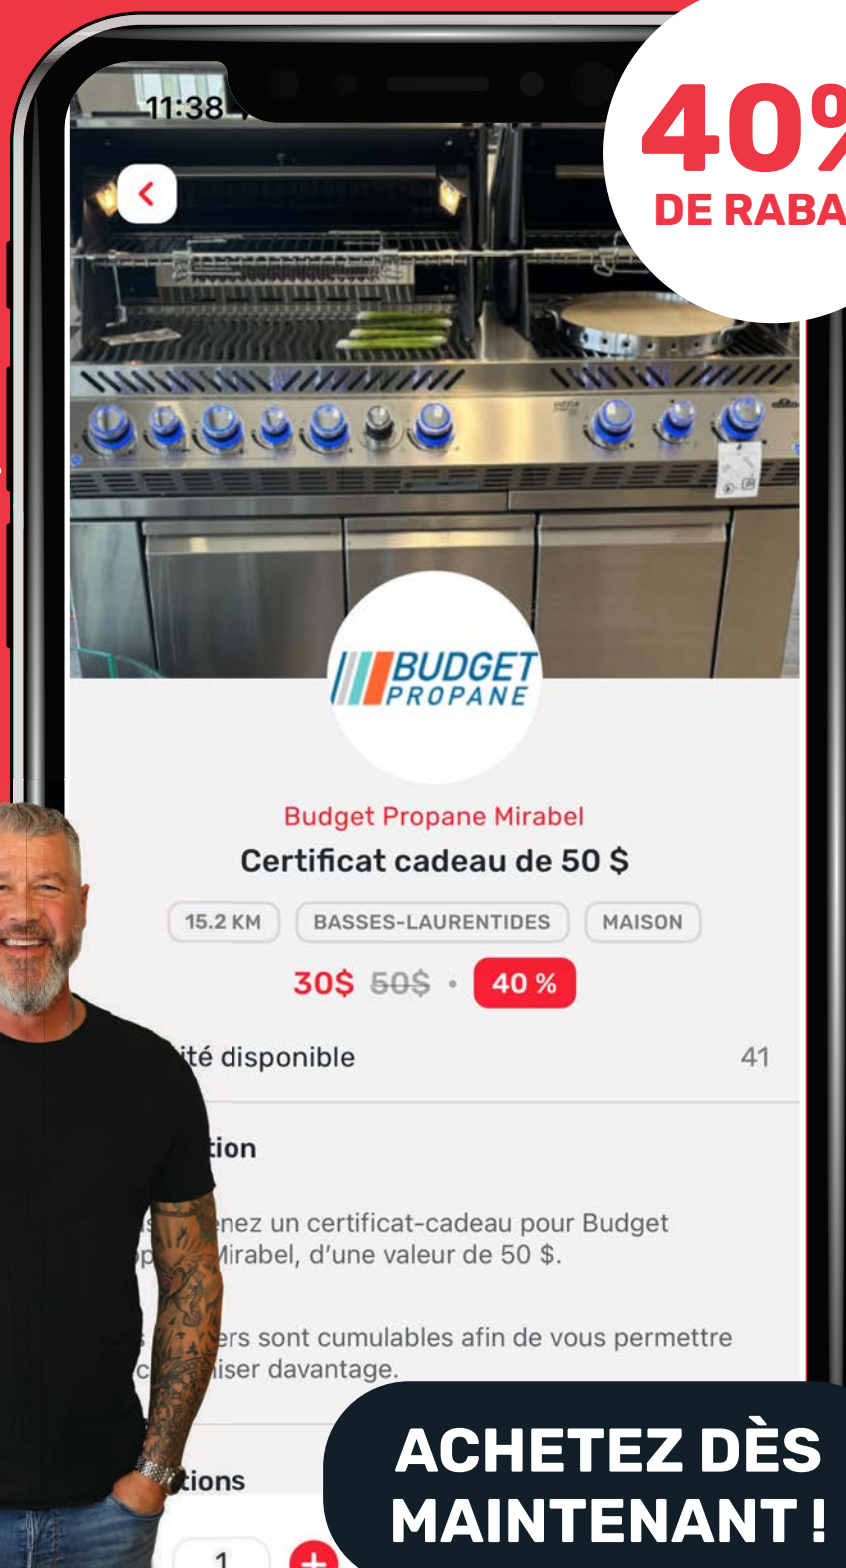 11:38
40%
DE RABA
BUDGET
PROPANE
Budget Propane Mirabel
Certificat cadeau de 50 $
15.2 KM BASSES-LAURENTIDES MAISON
30$ 50$ • 40 %
ité disponible 41
tion
enez un certificat-cadeau pour Budget
Mirabel, d'une valeur de 50 $.
ers sont cumulables afin de vous permettre
iser davantage.
tions
1 +
ACHETEZ DÈS
MAINTENANT !